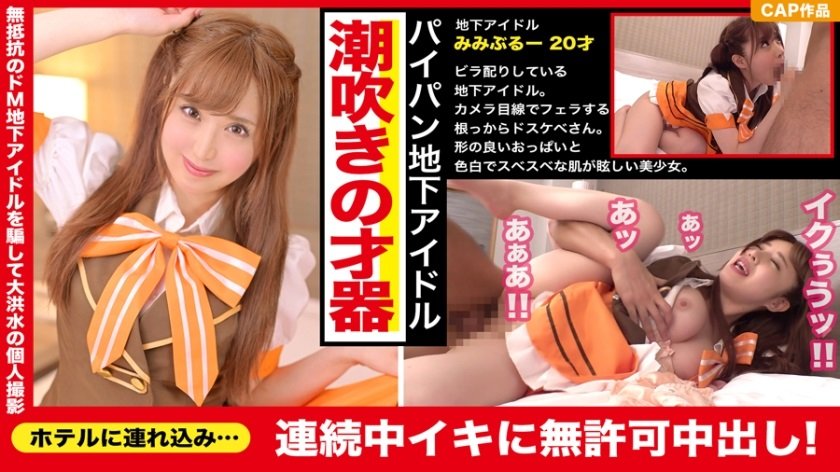 無抵抗のドM地下アイドルを騙して大洪水の個人撮影
潮吹きの才器
パイパン地下アイドル
地下アイドル
みみぶるー 20才
ビラ配りしている
地下アイドル。
カメラ目線でフェラする
根っからドスケベさん。
形の良いおっぱいと
色白でスベスベな肌が眩しい美少女。
CAP作品
イクぅうッ!!
あッ
あッ
あぁあ!!
ホテルに連れ込み…
連続中イキに無許可中出し!